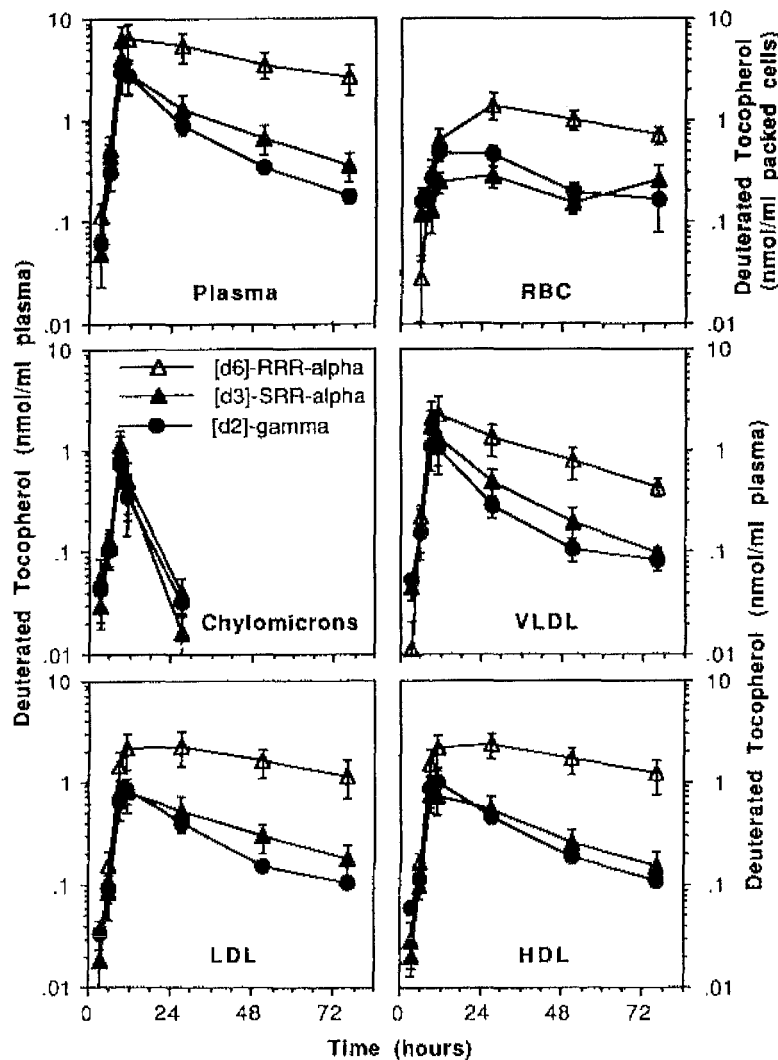 10
1
.1
.01
Plasma
10
1
.1
.01
RBC
Deuterated Tocopherol
(nmol/ml packed cells)
10
1
.1
.01
[d6]-RRR-alpha
[d3]-SRR-alpha
[d2]-gamma
Chylomicrons
10
1
.1
.01
VLDL
Deuterated Tocopherol (nmol/ml plasma)
10
1
.1
.01
LDL
10
1
.1
.01
HDL
Deuterated Tocopherol (nmol/ml plasma)
0 24 48 72
0 24 48 72
Time (hours)